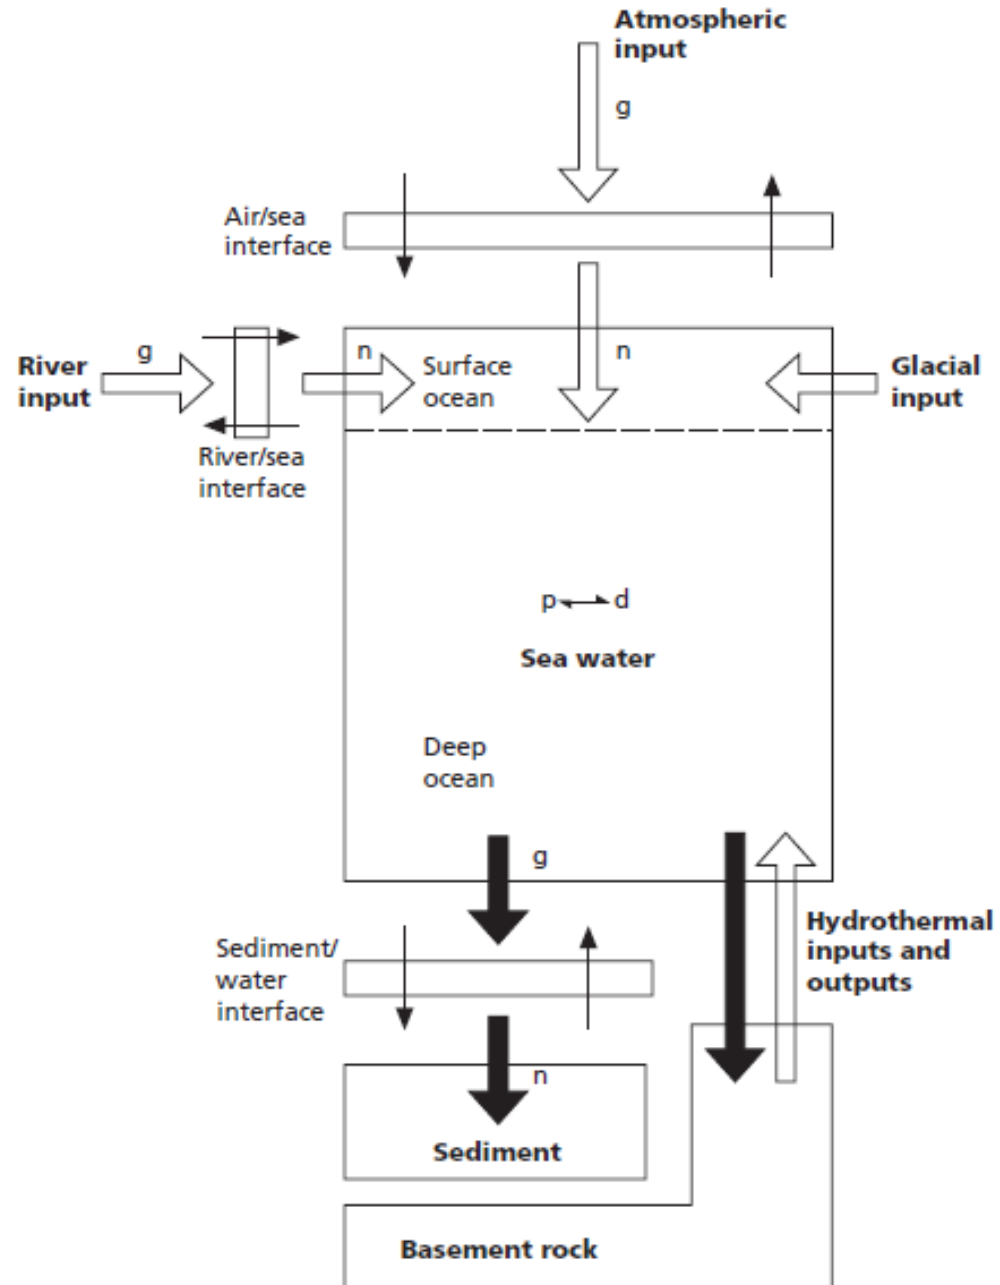 Atmospheric
input
g
Air/sea
interface
River
input
g
n
Surface
ocean
n
Glacial
input
River/sea
interface
p d
Sea water
Deep
ocean
g
Sediment/
water
interface
Hydrothermal
inputs and
outputs
n
Sediment
Basement rock